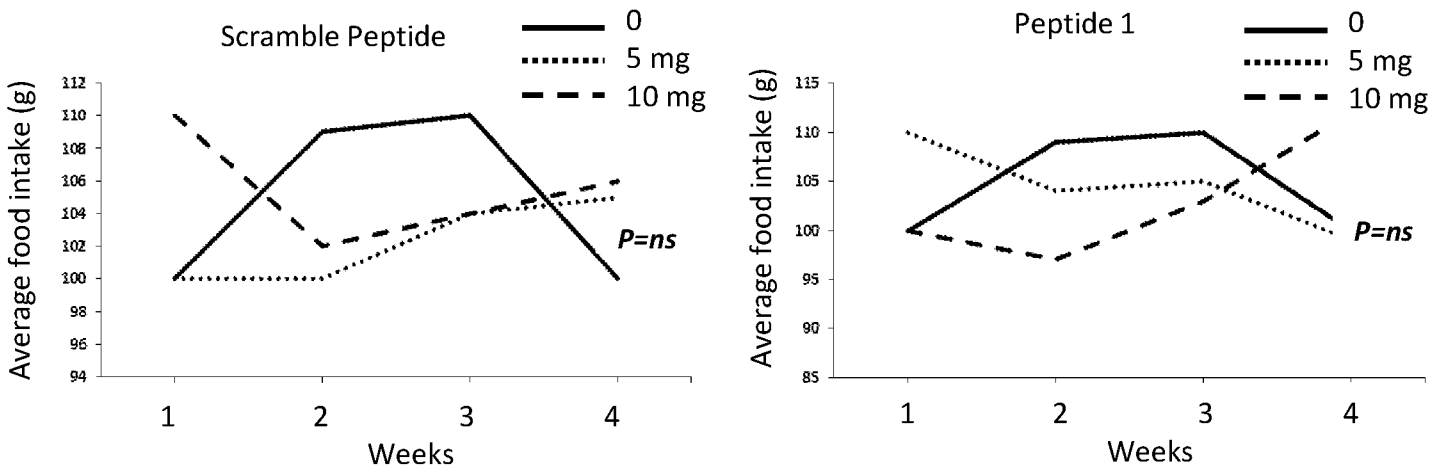 Scramble Peptide
0
5 mg
10 mg
Average food intake (g)
112
110
108
106
104
102
100
98
96
94
P=ns
1 2 3 4
Weeks
Peptide 1
0
5 mg
10 mg
Average food intake (g)
115
110
105
100
95
90
85
P=ns
1 2 3 4
Weeks